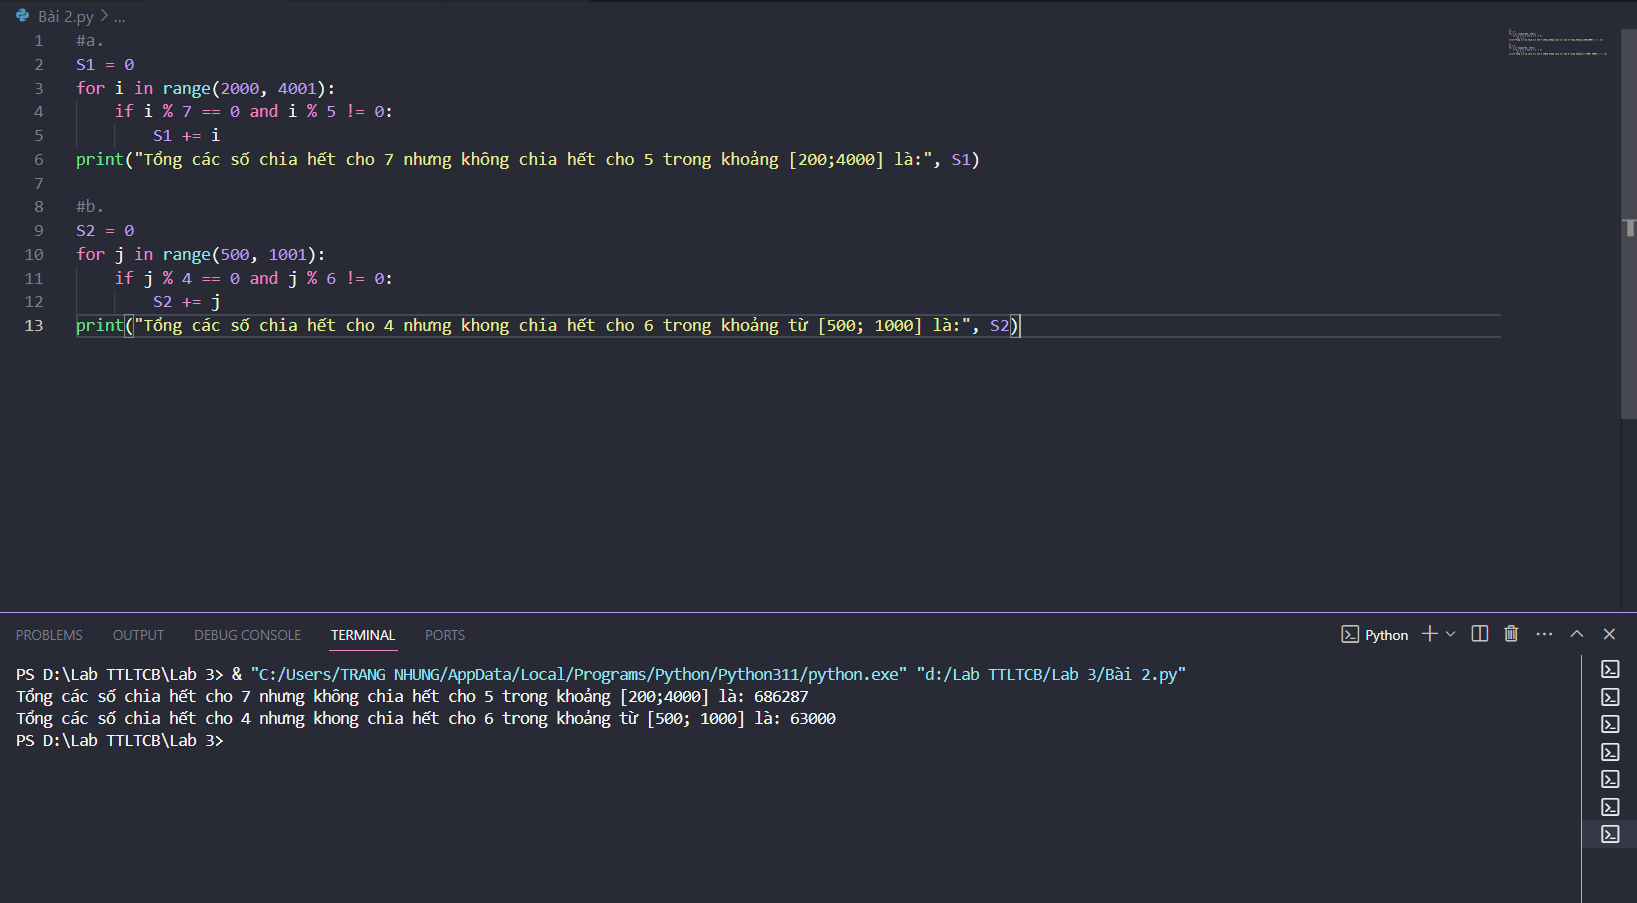 Bài 2.py > ...
1 #a.
2 S1 = 0
3 for i in range(2000, 4001):
4 if i % 7 == 0 and i % 5 != 0:
5 S1 += i
6 print("Tổng các số chia hết cho 7 nhưng không chia hết cho 5 trong khoảng [200;4000] là:", S1)
7
8 #b.
9 S2 = 0
10 for j in range(500, 1001):
11 if j % 4 == 0 and j % 6 != 0:
12 S2 += j
13 print("Tổng các số chia hết cho 4 nhưng khong chia hết cho 6 trong khoảng từ [500; 1000] là:", S2)
PROBLEMS OUTPUT DEBUG CONSOLE TERMINAL PORTS Python
PS D:\Lab TTLTCB\Lab 3> & "C:/Users/TRANG NHUNG/AppData/Local/Programs/Python/Python311/python.exe" "d:/Lab TTLTCB/Lab 3/Bài 2.py"
Tổng các số chia hết cho 7 nhưng không chia hết cho 5 trong khoảng [200;4000] là: 686287
Tổng các số chia hết cho 4 nhưng khong chia hết cho 6 trong khoảng từ [500; 1000] là: 63000
PS D:\Lab TTLTCB\Lab 3>